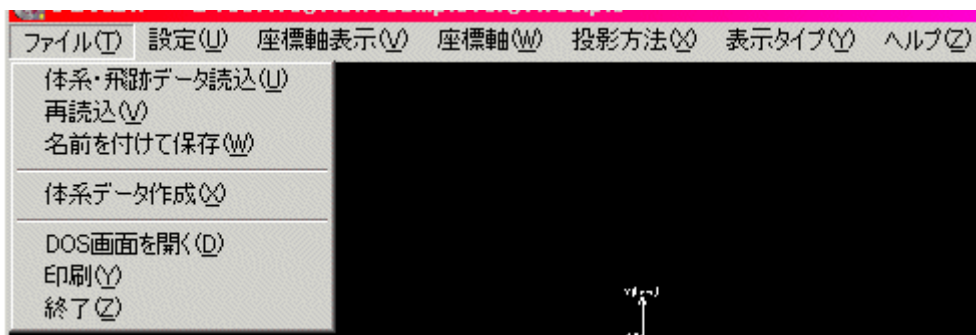 ファイル(T) 設定(U) 座標軸表示(V) 座標軸(W) 投影方法(X) 表示タイプ(Y) ヘルプ(Z)
体系・飛跡データ読込(U)
再読込(V)
名前を付けて保存(W)
体系データ作成(X)
DOS画面を開く(D)
印刷(Y)
終了(Z)